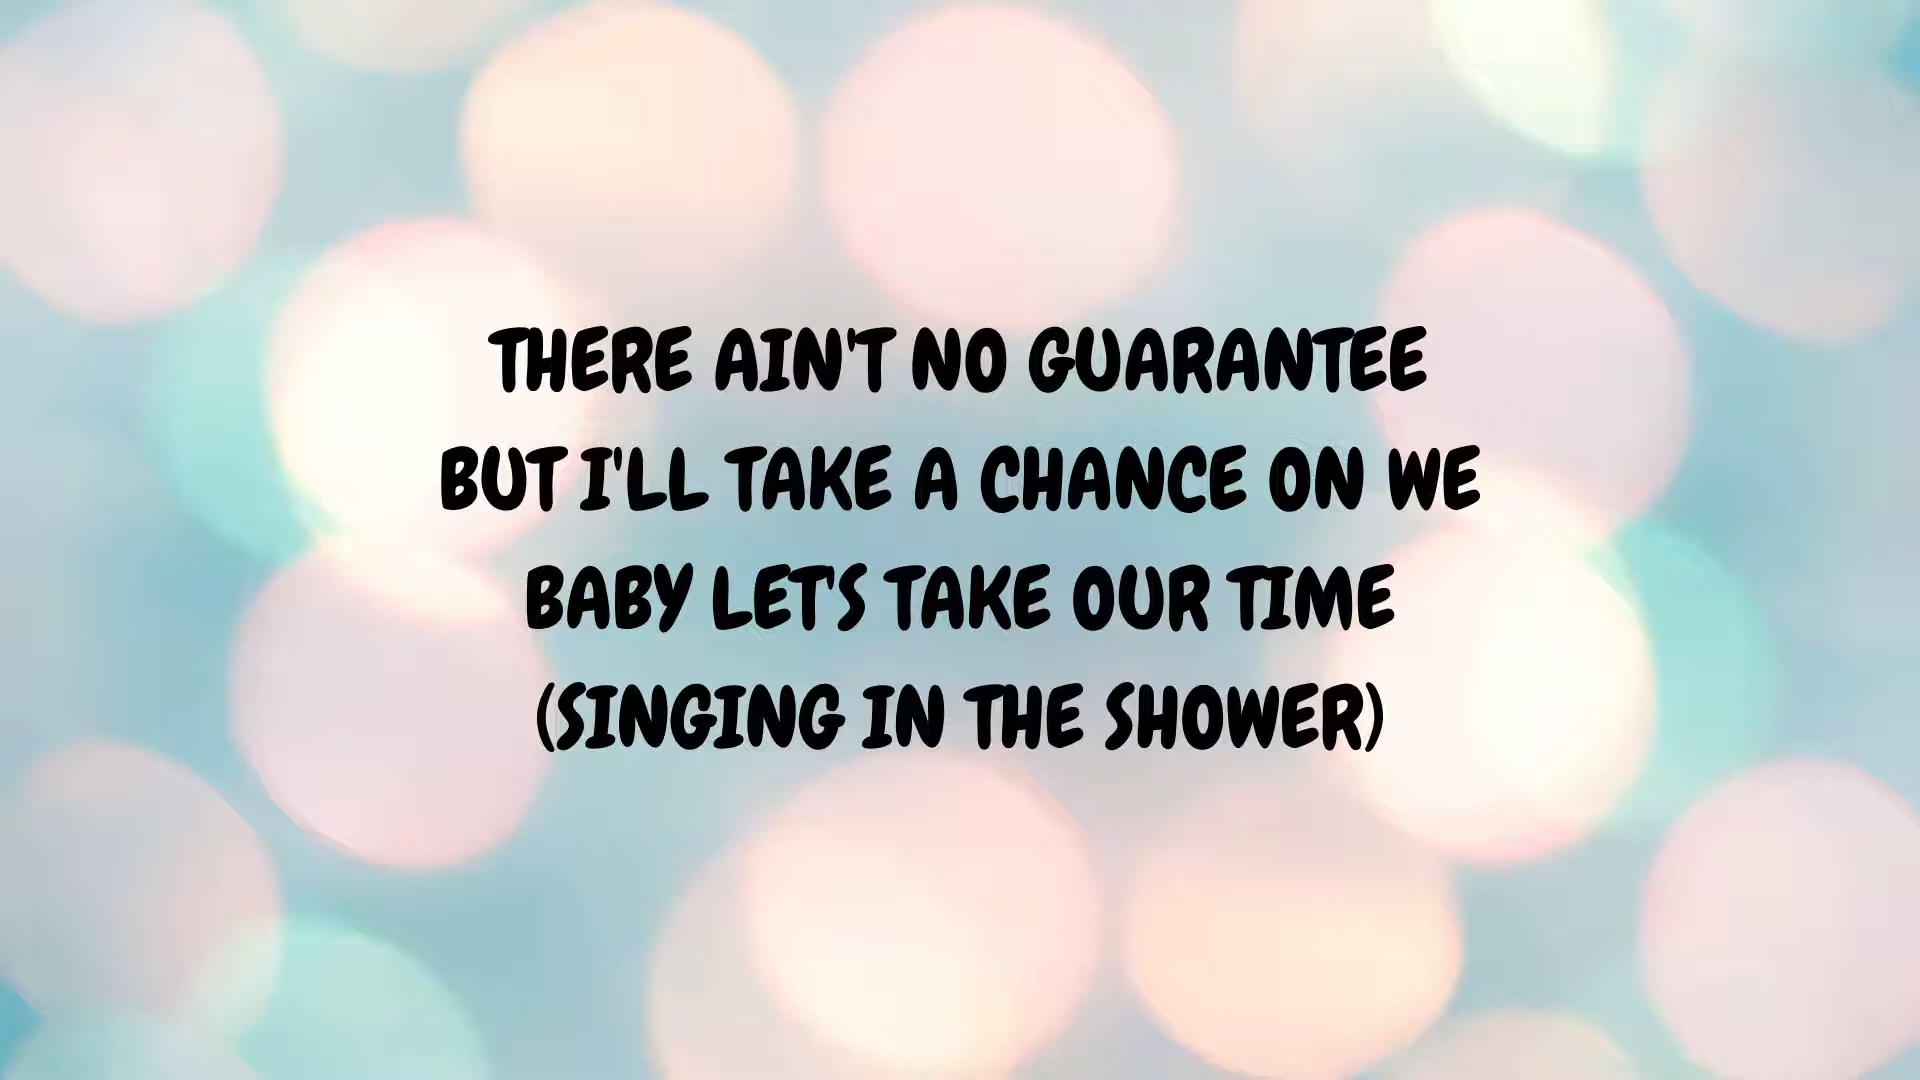 THERE AIN'T NO GUARANTEE
BUT I'LL TAKE A CHANCE ON WE
BABY LET'S TAKE OUR TIME
(SINGING IN THE SHOWER)